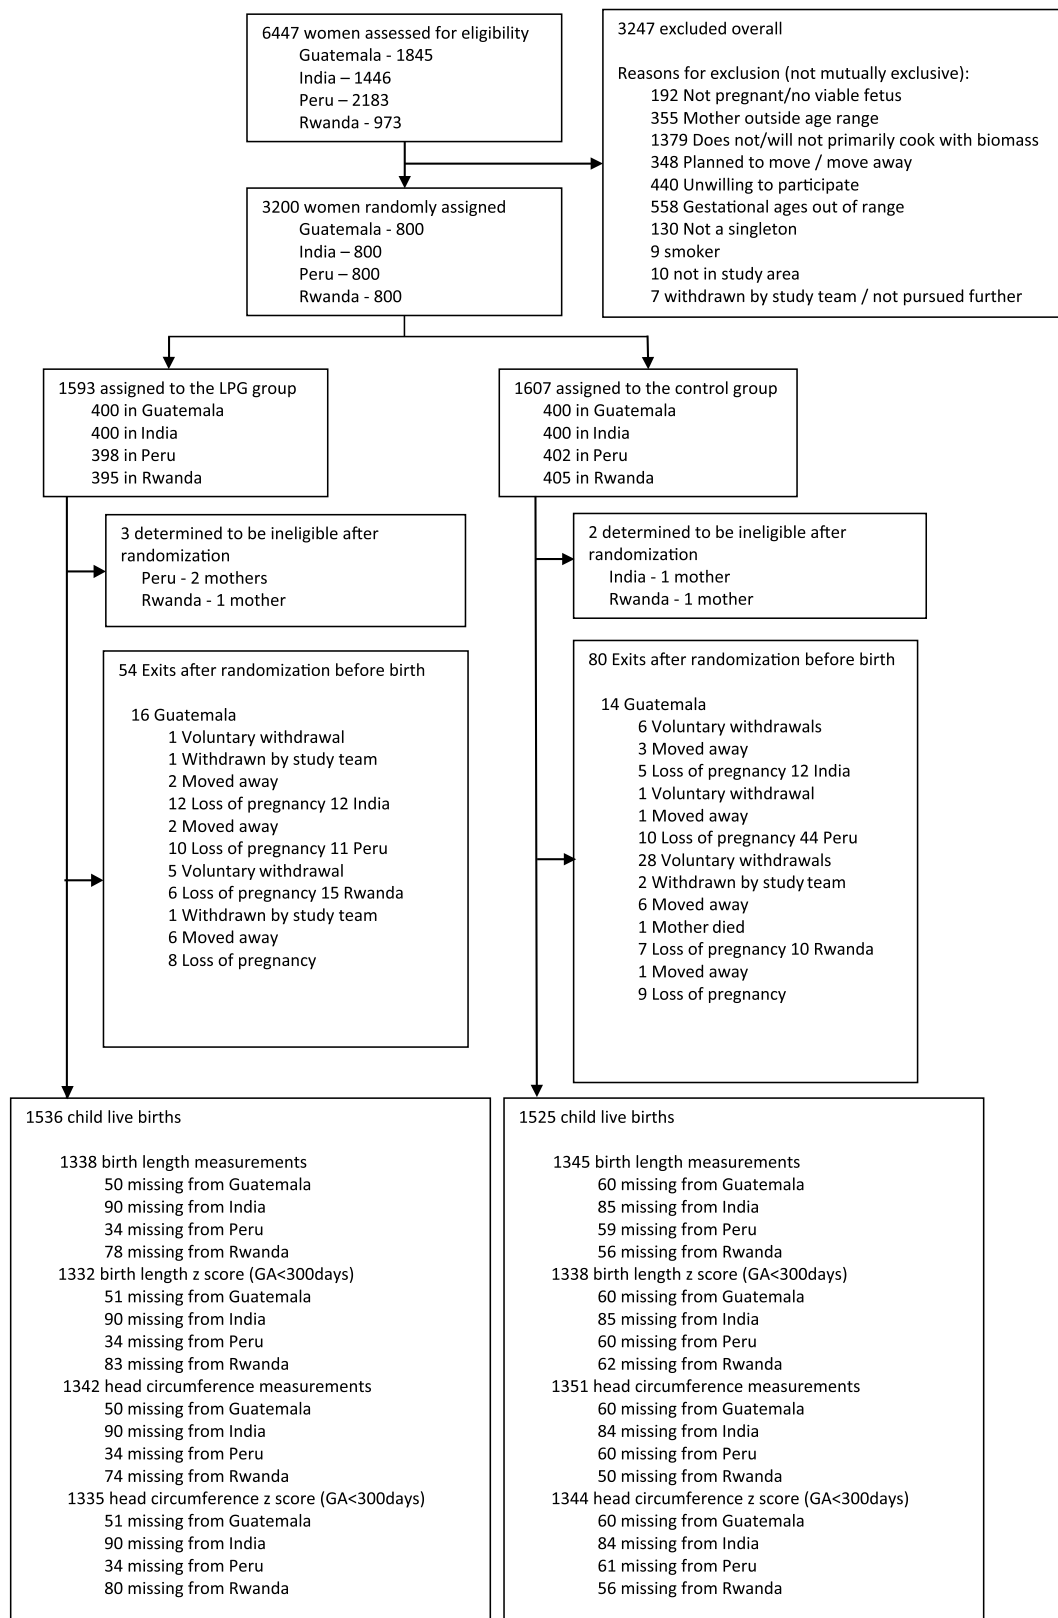 6447 women assessed for eligibility
Guatemala - 1845
India – 1446
Peru – 2183
Rwanda - 973
3247 excluded overall
Reasons for exclusion (not mutually exclusive):
192 Not pregnant/no viable fetus
355 Mother outside age range
1379 Does not/will not primarily cook with biomass
348 Planned to move / move away
440 Unwilling to participate
558 Gestational ages out of range
130 Not a singleton
9 smoker
10 not in study area
7 withdrawn by study team / not pursued further
3200 women randomly assigned
Guatemala - 800
India – 800
Peru – 800
Rwanda - 800
1593 assigned to the LPG group
400 in Guatemala
400 in India
398 in Peru
395 in Rwanda
1607 assigned to the control group
400 in Guatemala
400 in India
402 in Peru
405 in Rwanda
3 determined to be ineligible after
randomization
Peru - 2 mothers
Rwanda - 1 mother
2 determined to be ineligible after
randomization
India - 1 mother
Rwanda - 1 mother
54 Exits after randomization before birth
16 Guatemala
1 Voluntary withdrawal
1 Withdrawn by study team
2 Moved away
12 Loss of pregnancy 12 India
2 Moved away
10 Loss of pregnancy 11 Peru
5 Voluntary withdrawal
6 Loss of pregnancy 15 Rwanda
1 Withdrawn by study team
6 Moved away
8 Loss of pregnancy
80 Exits after randomization before birth
14 Guatemala
6 Voluntary withdrawals
3 Moved away
5 Loss of pregnancy 12 India
1 Voluntary withdrawal
1 Moved away
10 Loss of pregnancy 44 Peru
28 Voluntary withdrawals
2 Withdrawn by study team
6 Moved away
1 Mother died
7 Loss of pregnancy 10 Rwanda
1 Moved away
9 Loss of pregnancy
1536 child live births
1338 birth length measurements
50 missing from Guatemala
90 missing from India
34 missing from Peru
78 missing from Rwanda
1332 birth length z score (GA<300days)
51 missing from Guatemala
90 missing from India
34 missing from Peru
83 missing from Rwanda
1342 head circumference measurements
50 missing from Guatemala
90 missing from India
34 missing from Peru
74 missing from Rwanda
1335 head circumference z score (GA<300days)
51 missing from Guatemala
90 missing from India
34 missing from Peru
80 missing from Rwanda
1525 child live births
1345 birth length measurements
60 missing from Guatemala
85 missing from India
59 missing from Peru
56 missing from Rwanda
1338 birth length z score (GA<300days)
60 missing from Guatemala
85 missing from India
60 missing from Peru
62 missing from Rwanda
1351 head circumference measurements
60 missing from Guatemala
84 missing from India
60 missing from Peru
50 missing from Rwanda
1344 head circumference z score (GA<300days)
60 missing from Guatemala
84 missing from India
61 missing from Peru
56 missing from Rwanda